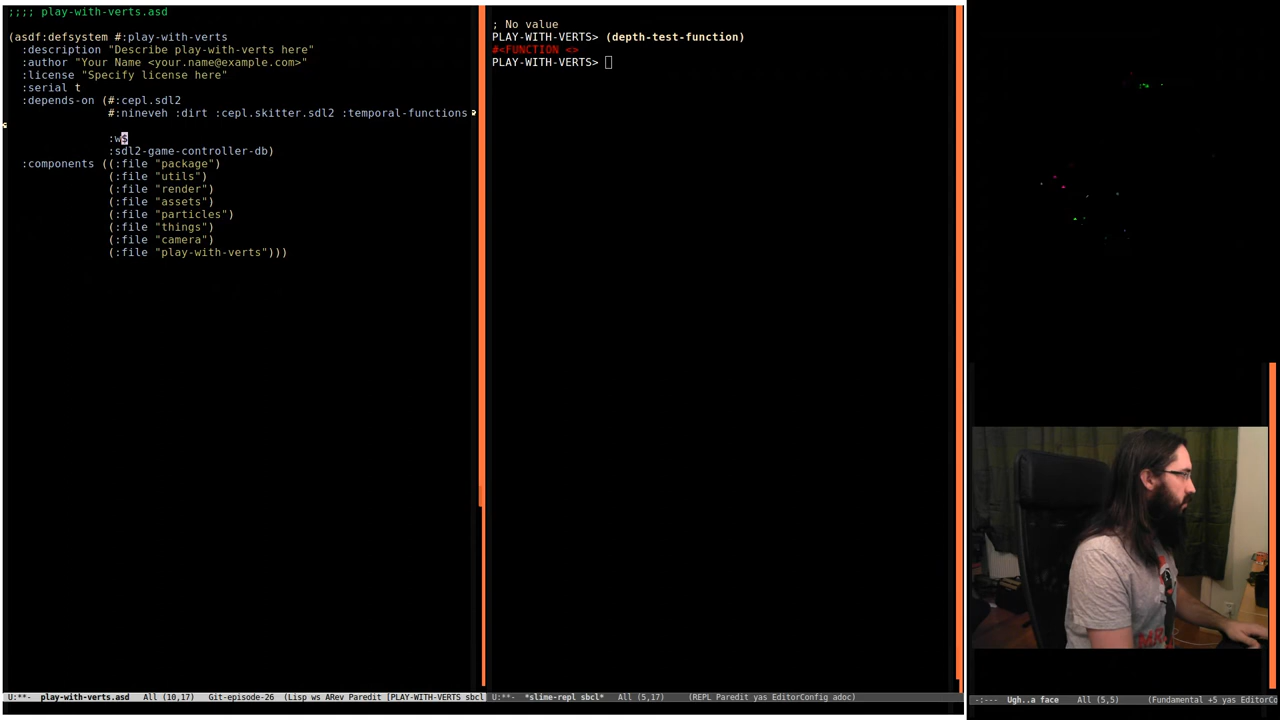 ;;;; play-with-verts.asd
(asdf:defsystem #:play-with-verts
:description "Describe play-with-verts here"
:author "Your Name <your.name@example.com>"
:license "Specify license here"
:serial t
:depends-on (#:cepl.sdl2
#:nineveh :dirt :cepl.skitter.sdl2 :temporal-functions
:w$
:sdl2-game-controller-db)
:components ((:file "package")
(:file "utils")
(:file "render")
(:file "assets")
(:file "particles")
(:file "things")
(:file "camera")
(:file "play-with-verts")))
U:**- play-with-verts.asd All (10,17) Git-episode-26 (Lisp ws ARev Paredit [PLAY-WITH-VERTS sbcl
; No value
PLAY-WITH-VERTS> (depth-test-function)
#<FUNCTION <>
PLAY-WITH-VERTS>
U:**- *slime-repl sbcl* All (5,17) (REPL Paredit yas EditorConfig adoc)
-:--- Ugh..a face All (5,5) (Fundamental +5 yas EditorCo